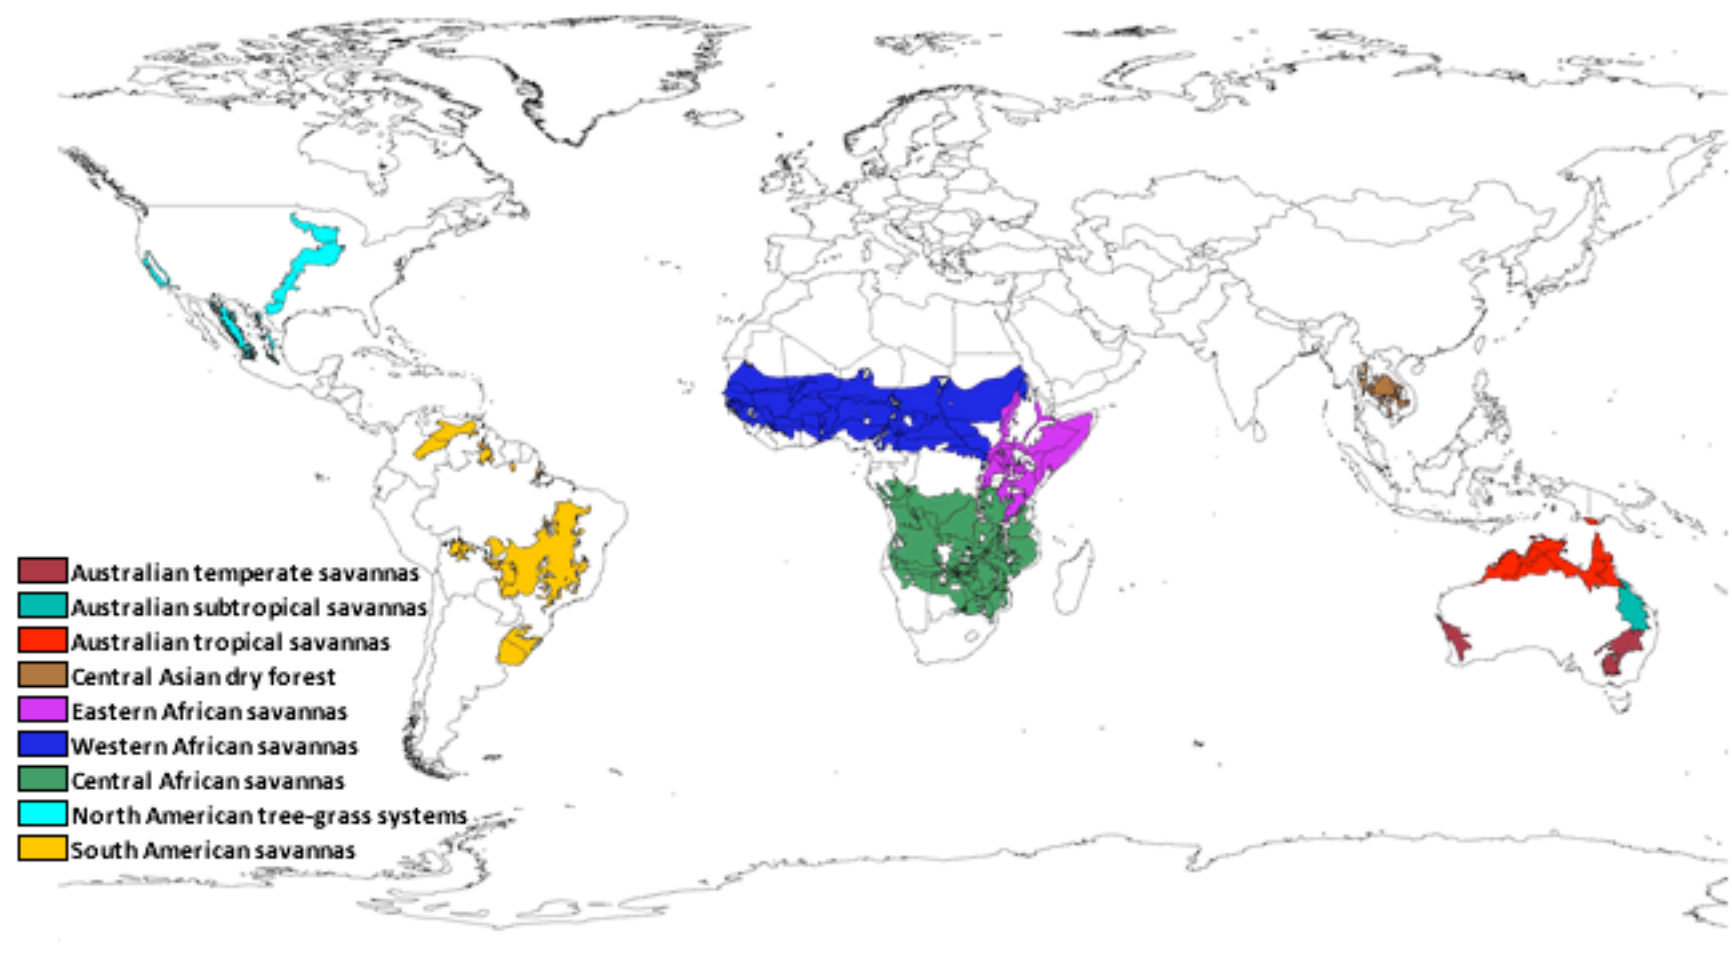 Australian temperate savannas
Australian subtropical savannas
Australian tropical savannas
Central Asian dry forest
Eastern African savannas
Western African savannas
Central African savannas
North American tree-grass systems
South American savannas